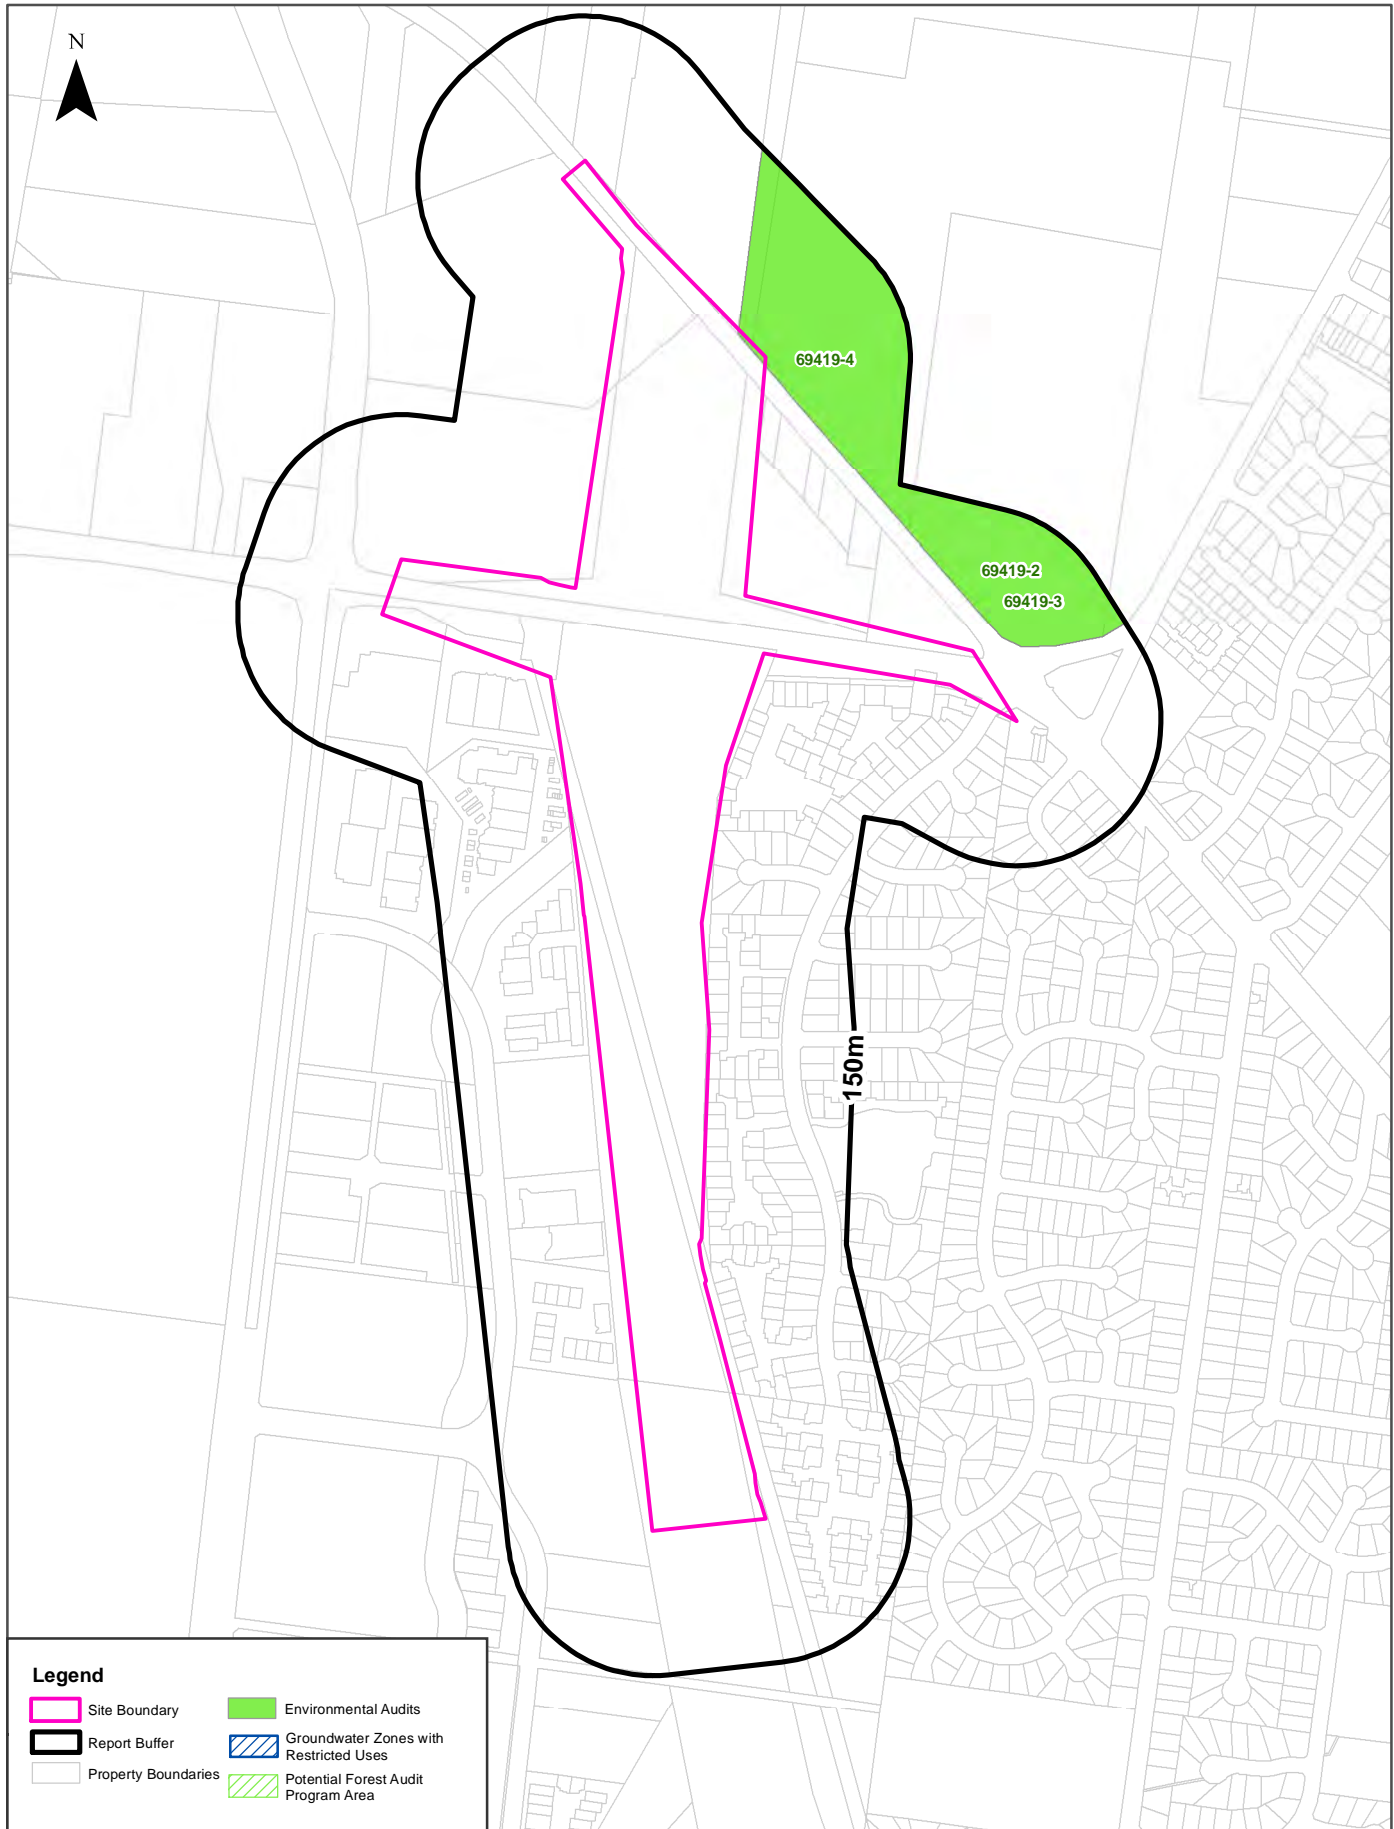 N
69419-4
69419-2
69419-3
150m
Legend
Site Boundary
Report Buffer
Property Boundaries
Environmental Audits
Groundwater Zones with
Restricted Uses
Potential Forest Audit
Program Area